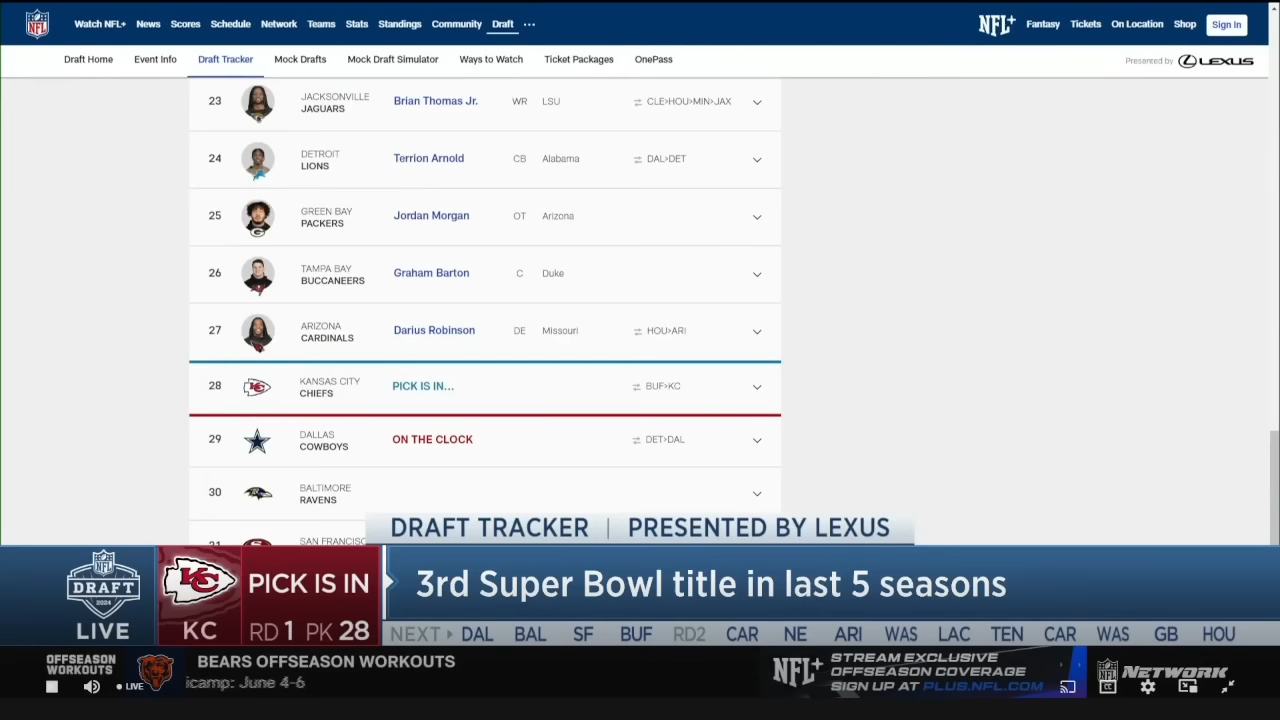 NFL
Watch NFL+ News Scores Schedule Network Teams Stats Standings Community Draft ...
NFL+ Fantasy Tickets On Location Shop Sign In
Draft Home Event Info Draft Tracker Mock Drafts Mock Draft Simulator Ways to Watch Ticket Packages OnePass
Presented by LEXUS
23 JACKSONVILLE JAGUARS Brian Thomas Jr. WR LSU CLE>HOU>MIN>JAX
24 DETROIT LIONS Terrion Arnold CB Alabama DAL>DET
25 GREEN BAY PACKERS Jordan Morgan OT Arizona
26 TAMPA BAY BUCCANEERS Graham Barton C Duke
27 ARIZONA CARDINALS Darius Robinson DE Missouri HOU>ARI
28 KANSAS CITY CHIEFS PICK IS IN... BUF>KC
29 DALLAS COWBOYS ON THE CLOCK DET>DAL
30 BALTIMORE RAVENS
DRAFT TRACKER | PRESENTED BY LEXUS
NFL DRAFT 2024 LIVE
KC KC PICK IS IN
RD 1 PK 28
3rd Super Bowl title in last 5 seasons
NEXT DAL BAL SF BUF RD2 CAR NE ARI WAS LAC TEN CAR WAS GB HOU
OFFSEASON WORKOUTS
BEARS OFFSEASON WORKOUTS
icamp: June 4-6
LIVE
NFL+ STREAM EXCLUSIVE
OFFSEASON COVERAGE
SIGN UP AT PLUS.NFL.COM
NFL NETWORK
CC